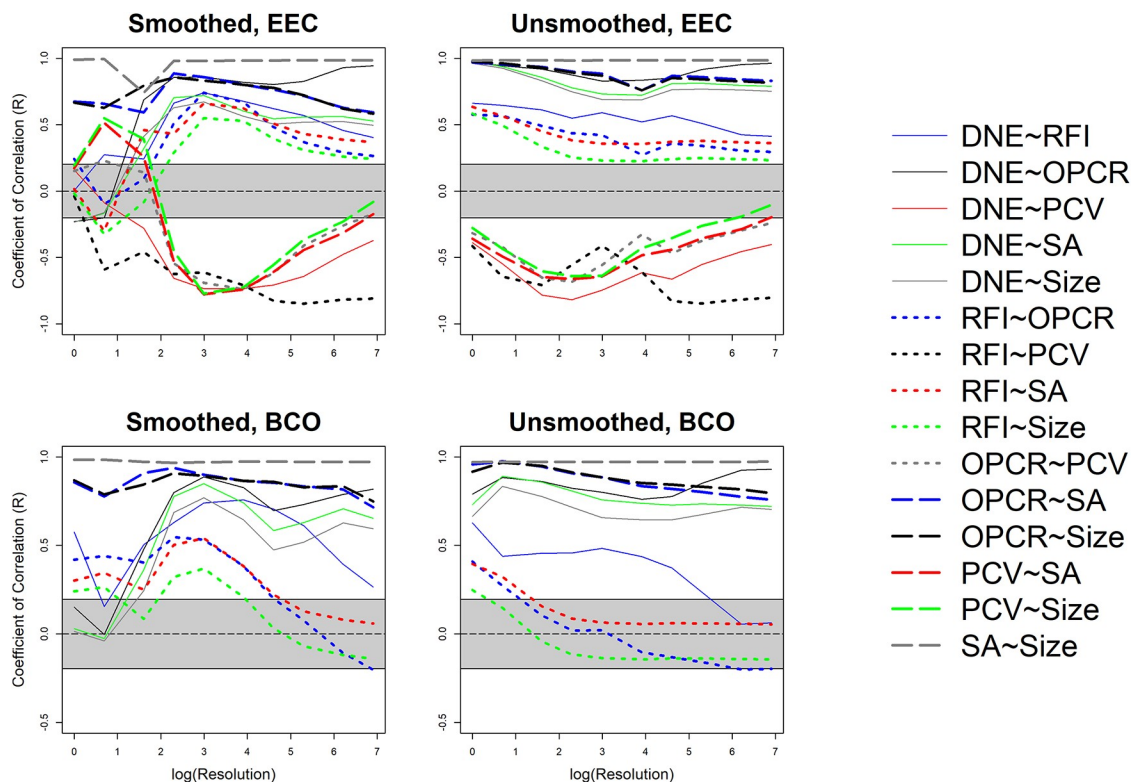 Smoothed, EEC
Coefficient of Correlation (R)
1.0
0.5
0.0
-0.5
-1.0
0 1 2 3 4 5 6 7
Unsmoothed, EEC
1.0
0.5
0.0
-0.5
-1.0
0 1 2 3 4 5 6 7
Smoothed, BCO
Coefficient of Correlation (R)
1.0
0.5
0.0
-0.5
0 1 2 3 4 5 6 7
log(Resolution)
Unsmoothed, BCO
1.0
0.5
0.0
-0.5
0 1 2 3 4 5 6 7
log(Resolution)
DNE~RFI
DNE~OPCR
DNE~PCV
DNE~SA
DNE~Size
RFI~OPCR
RFI~PCV
RFI~SA
RFI~Size
OPCR~PCV
OPCR~SA
OPCR~Size
PCV~SA
PCV~Size
SA~Size